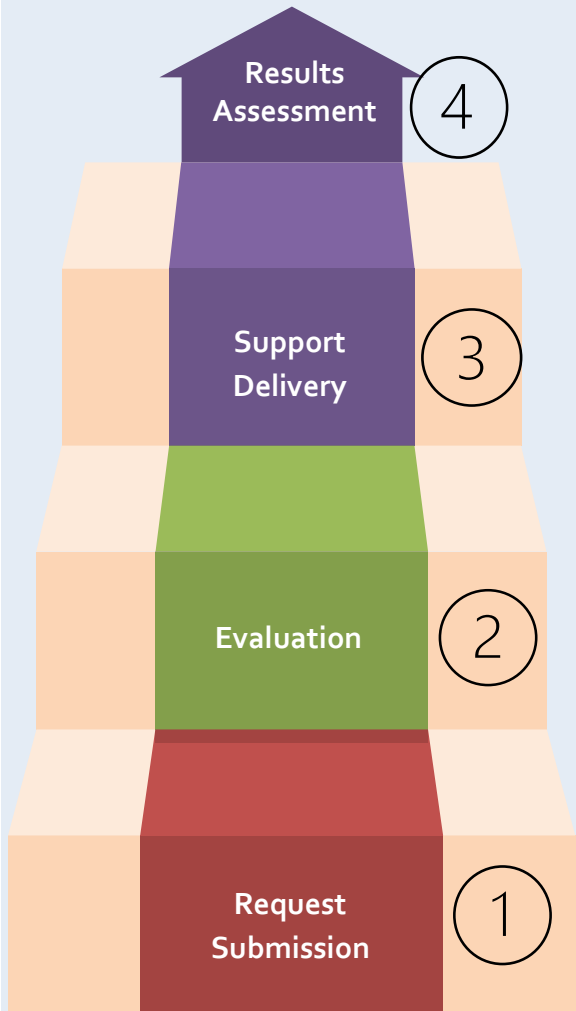 Results
Assessment
4
Support
Delivery
3
Evaluation
2
Request
Submission
1